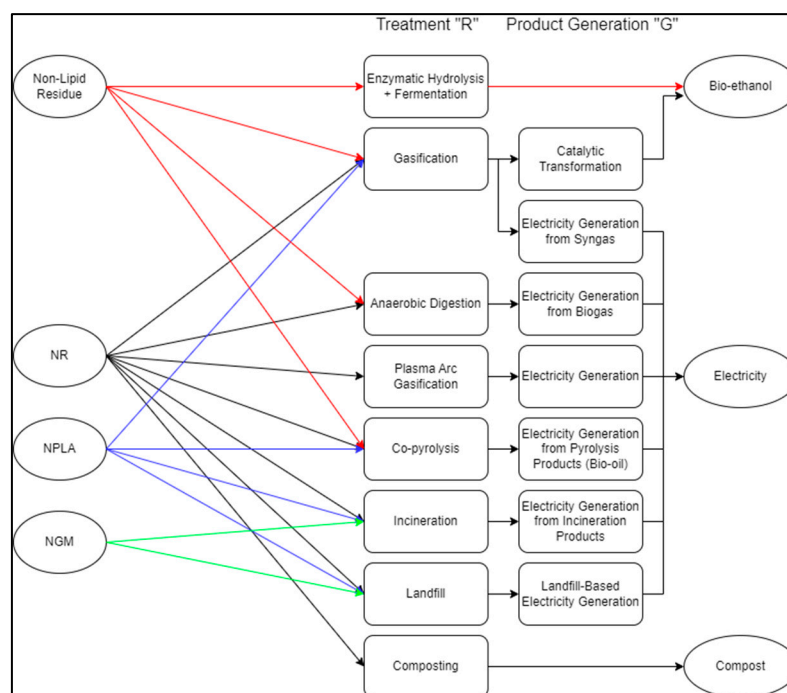 Treatment "R"
Product Generation "G"
Non-Lipid
Residue
Enzymatic Hydrolysis
+ Fermentation
Bio-ethanol
Gasification
Catalytic
Transformation
Electricity Generation
from Syngas
Anaerobic Digestion
Electricity Generation
from Biogas
NR
Plasma Arc
Gasification
Electricity Generation
Electricity
NPLA
Co-pyrolysis
Electricity Generation
from Pyrolysis
Products (Bio-oil)
NGM
Incineration
Electricity Generation
from Incineration
Products
Landfill
Landfill-Based
Electricity Generation
Composting
Compost